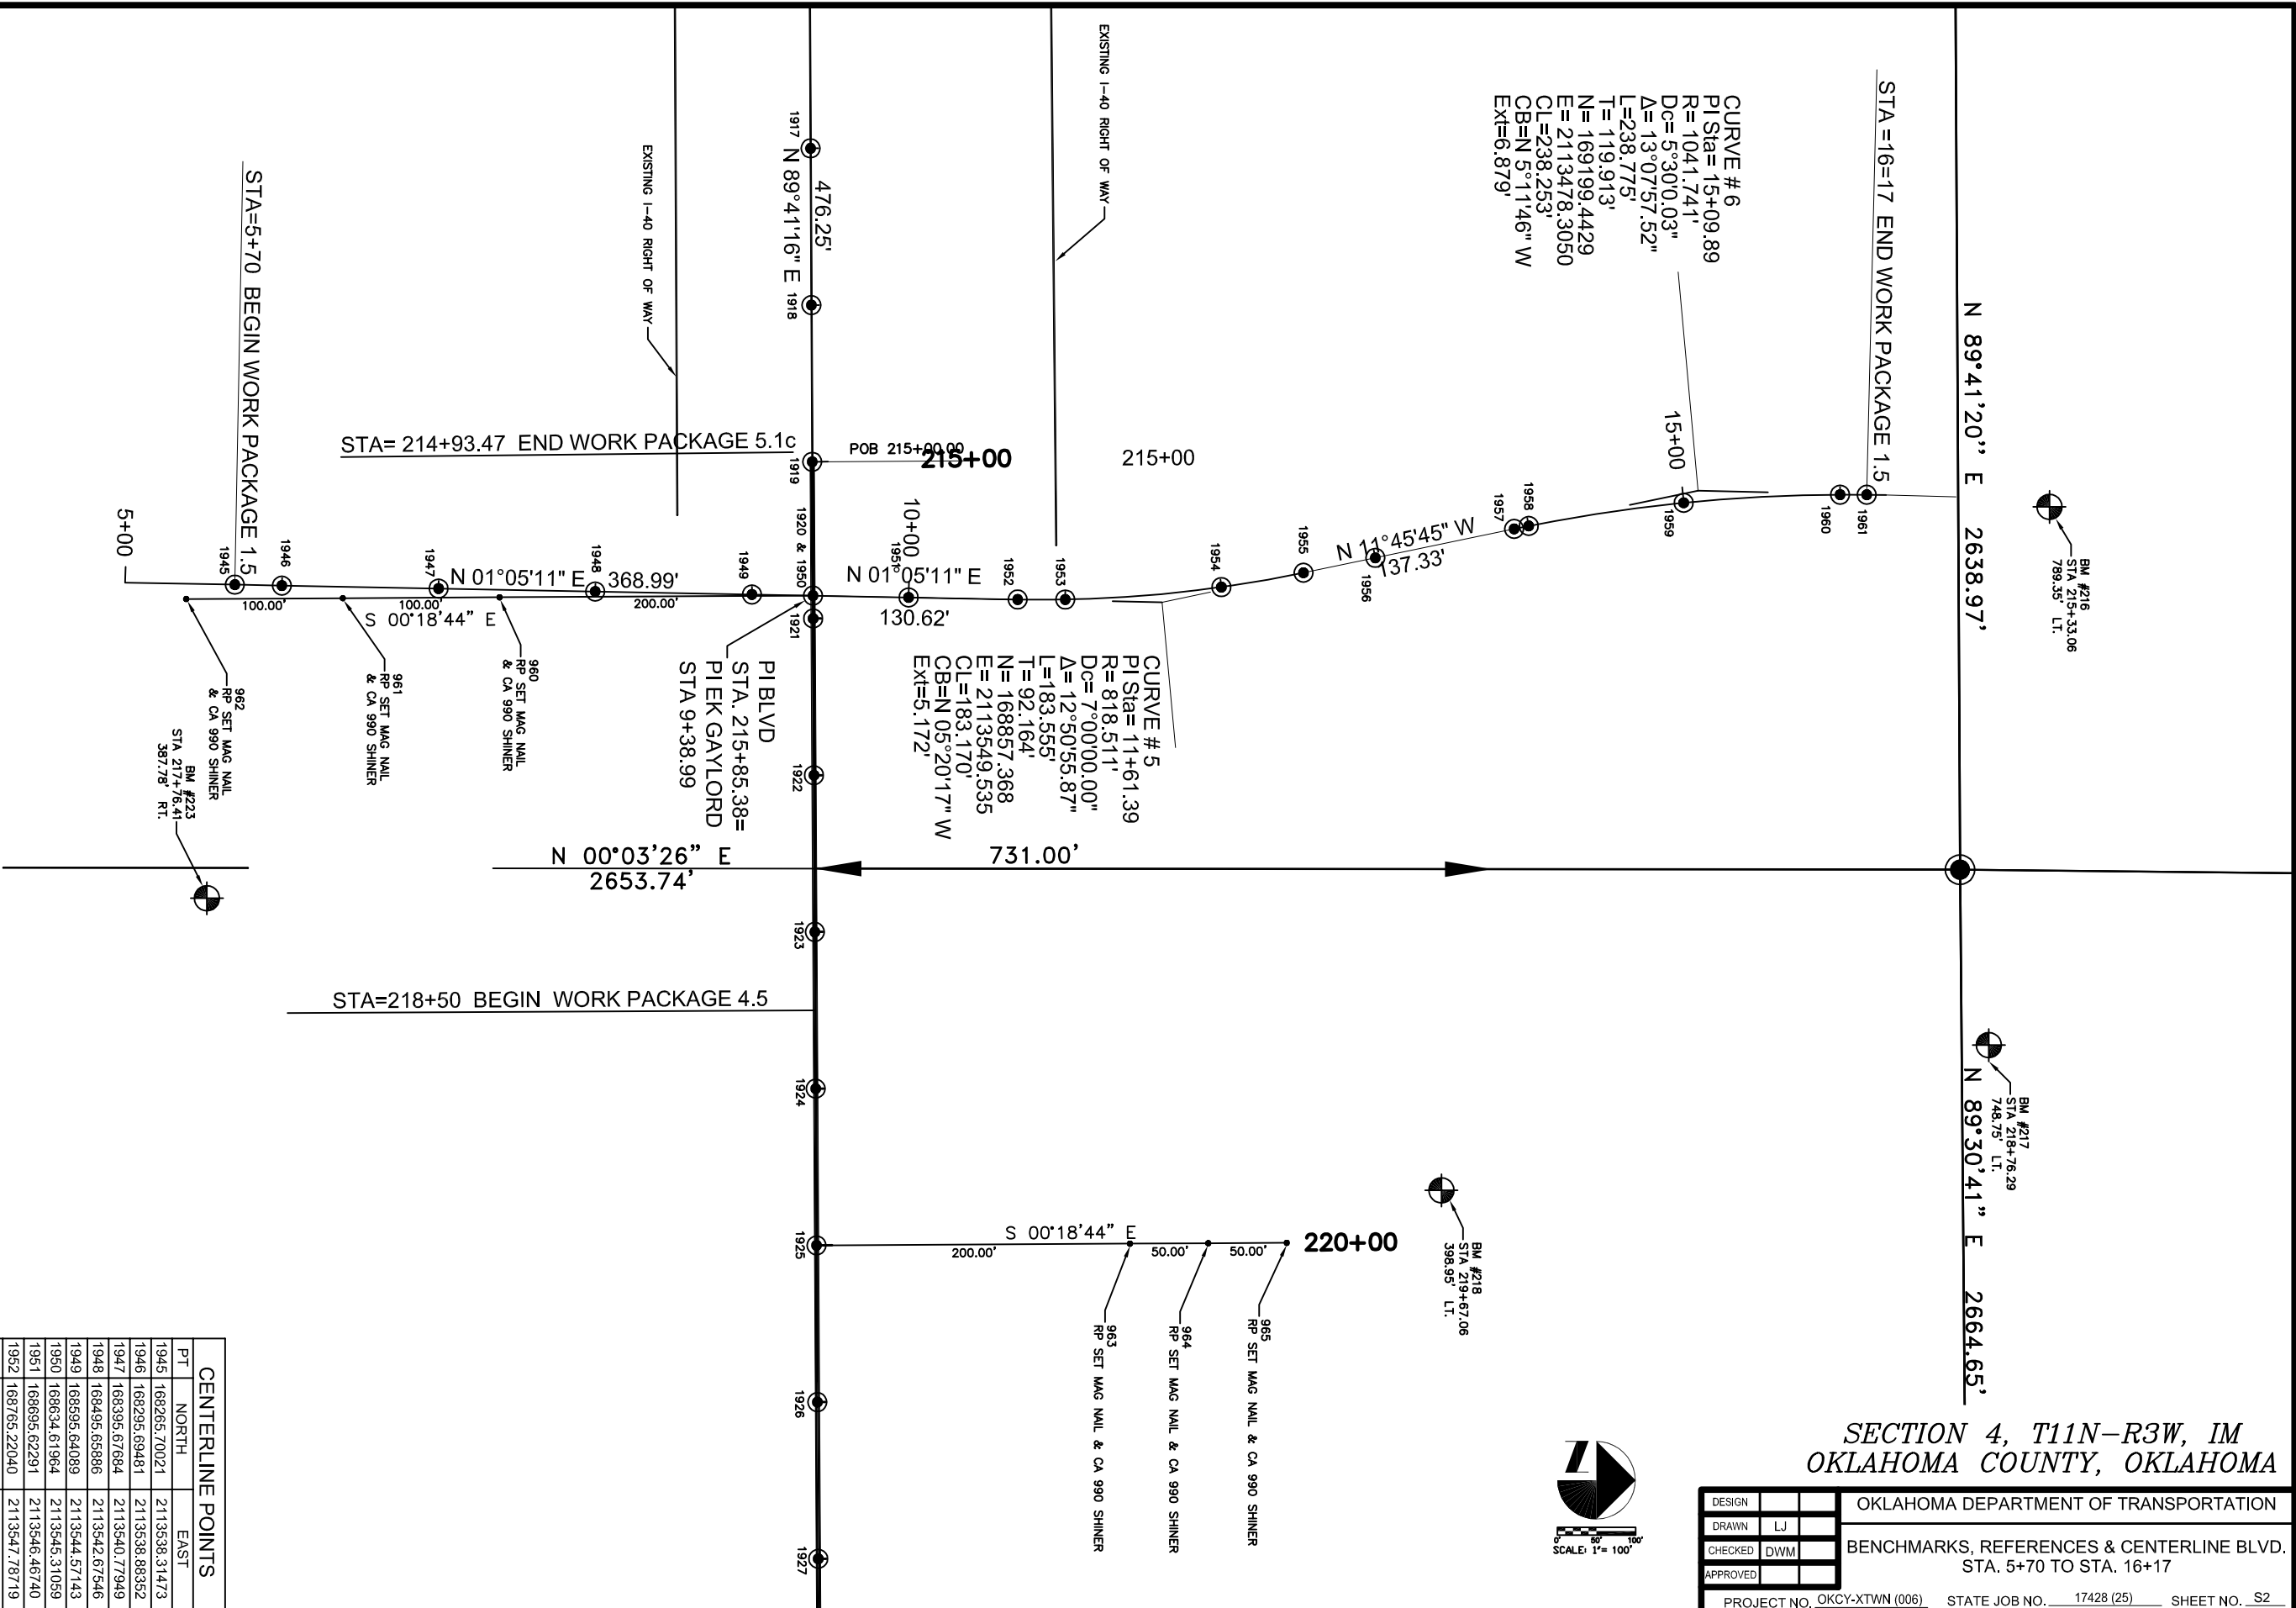 STA =16=17 END WORK PACKAGE 1.5
N 89°41'20" E 2638.97'
BM #216
STA 215+33.06
789.35' LT.
CURVE # 6
PI Sta= 15+09.89
R= 1041.741'
Dc= 5°30'0.03"
Δ= 13°07'57.52"
L=238.775'
T= 119.913'
N= 169199.4429
E= 2113478.3050
CL=238.253'
CB=N 5°11'46" W
Ext=6.879'
EXISTING I-40 RIGHT OF WAY
EXISTING I-40 RIGHT OF WAY
1917
N 89°41'16" E
476.25'
1918
STA=5+70 BEGIN WORK PACKAGE 1.5
STA= 214+93.47 END WORK PACKAGE 5.1c
1919
POB 215+00.00
215+00
215+00
15+00
5+00
1945
1946
1947
N 01°05'11" E
368.99'
1948
1949
1920 & 1950
10+00
1951
N 01°05'11" E
130.62'
1952
1953
1954
1955
N 11°45'45" W
137.33'
1956
1957
1958
1959
1960
1961
100.00'
100.00'
200.00'
S 00°18'44" E
1921
PI BLVD
STA. 215+85.38=
PI EK GAYLORD
STA 9+38.99
CURVE # 5
PI Sta= 11+61.39
R= 818.511'
Dc= 7°00'00.00"
Δ= 12°50'55.87"
L=183.555'
T= 92.164'
N= 168857.368
E= 2113549.535
CL=183.170'
CB=N 05°20'17" W
Ext=5.172'
960
RP SET MAG NAIL
& CA 990 SHINER
961
RP SET MAG NAIL
& CA 990 SHINER
962
RP SET MAG NAIL
& CA 990 SHINER
BM #223
STA 217+76.41
387.78' RT.
1922
N 00°03'26" E
2653.74'
731.00'
1923
STA=218+50 BEGIN WORK PACKAGE 4.5
1924
BM #217
STA 218+76.29
748.75' LT.
N 89°30'41" E 2664.65'
BM #218
STA 219+67.06
398.95' LT.
1925
S 00°18'44" E
200.00'
50.00'
50.00'
220+00
963
RP SET MAG NAIL & CA 990 SHINER
964
RP SET MAG NAIL & CA 990 SHINER
965
RP SET MAG NAIL & CA 990 SHINER
1926
1927
CENTERLINE POINTS
PT NORTH EAST
1945 168265.70021 2113538.31473
1946 168295.69481 2113538.88352
1947 168395.67684 2113540.77949
1948 168495.65886 2113542.67546
1949 168595.64089 2113544.57143
1950 168634.61964 2113545.31059
1951 168695.62291 2113546.46740
1952 168765.22040 2113547.78719
0' 50' 100'
SCALE: 1"= 100'
SECTION 4, T11N-R3W, IM
OKLAHOMA COUNTY, OKLAHOMA
DESIGN
DRAWN LJ
CHECKED DWM
APPROVED
OKLAHOMA DEPARTMENT OF TRANSPORTATION
BENCHMARKS, REFERENCES & CENTERLINE BLVD.
STA. 5+70 TO STA. 16+17
PROJECT NO. OKCY-XTWN (006) STATE JOB NO. 17428 (25) SHEET NO. S2